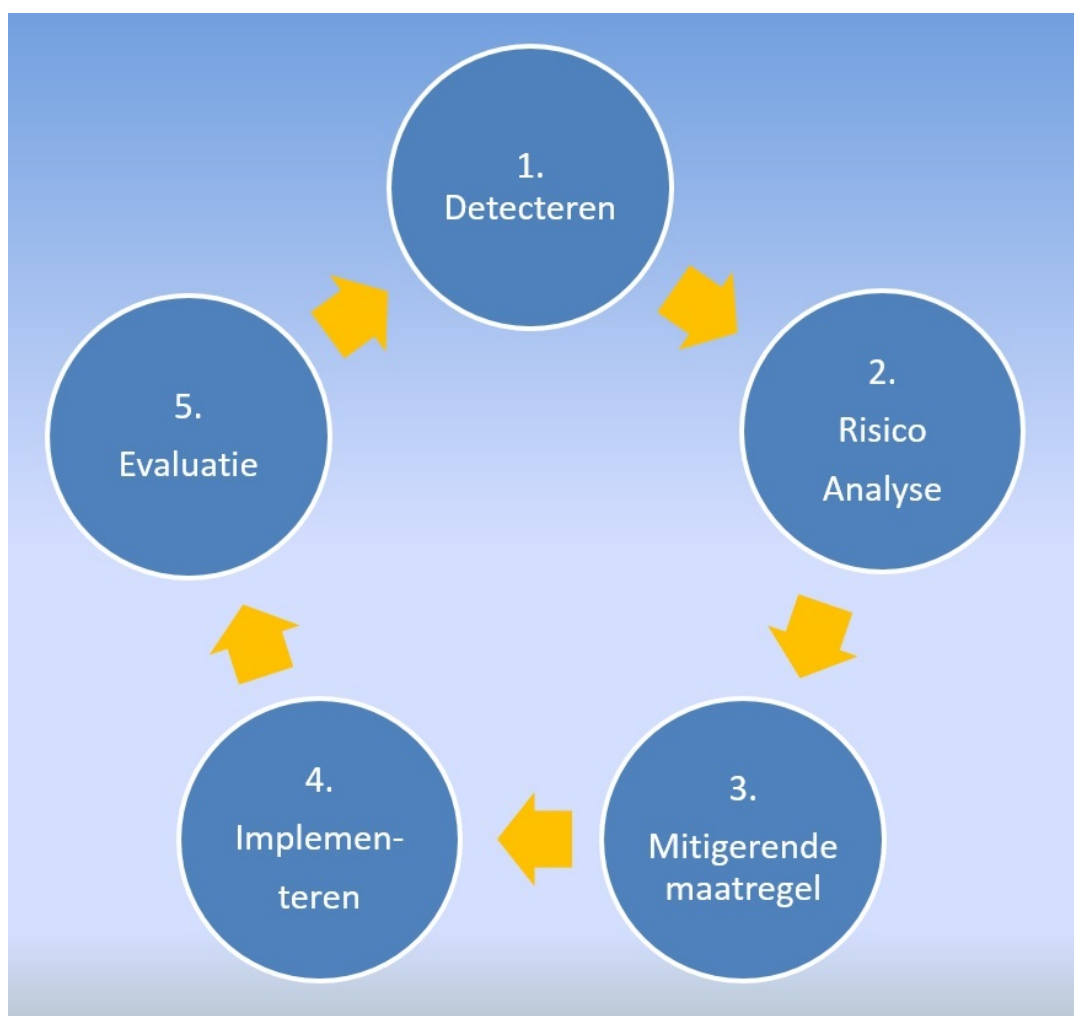 1.
Detecteren
2.
Risico
Analyse
3.
Mitigerende
maatregel
4.
Implemen-
teren
5.
Evaluatie